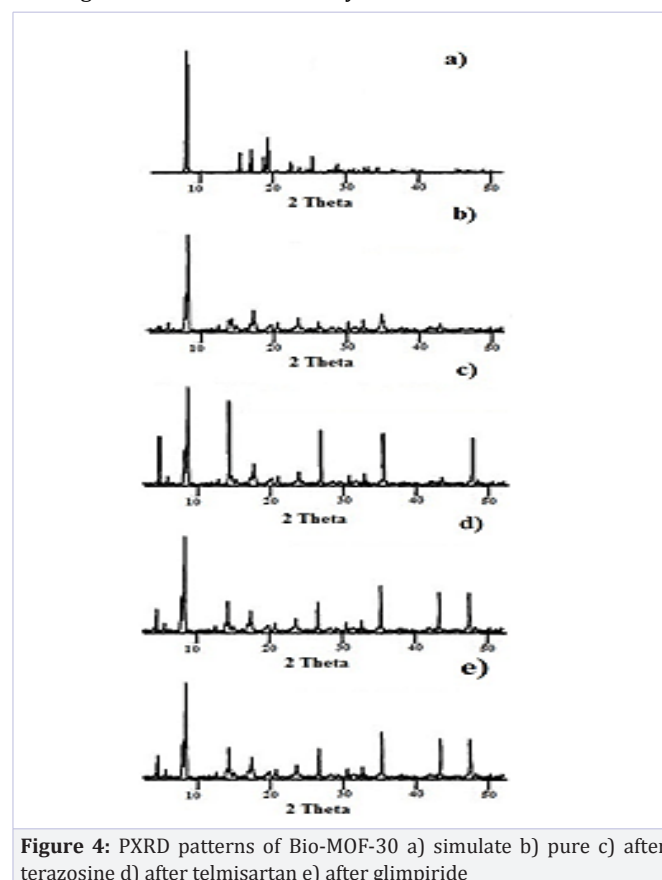 a)
10 20 30 40 50
2 Theta
b)
10 20 30 40 50
2 Theta
c)
10 20 30 40 50
2 Theta
d)
10 20 30 40 50
2 Theta
e)
10 20 30 40 50
2 Theta
Figure 4: PXRD patterns of Bio-MOF-30 a) simulate b) pure c) after
terazosine d) after telmisartan e) after glimpiride